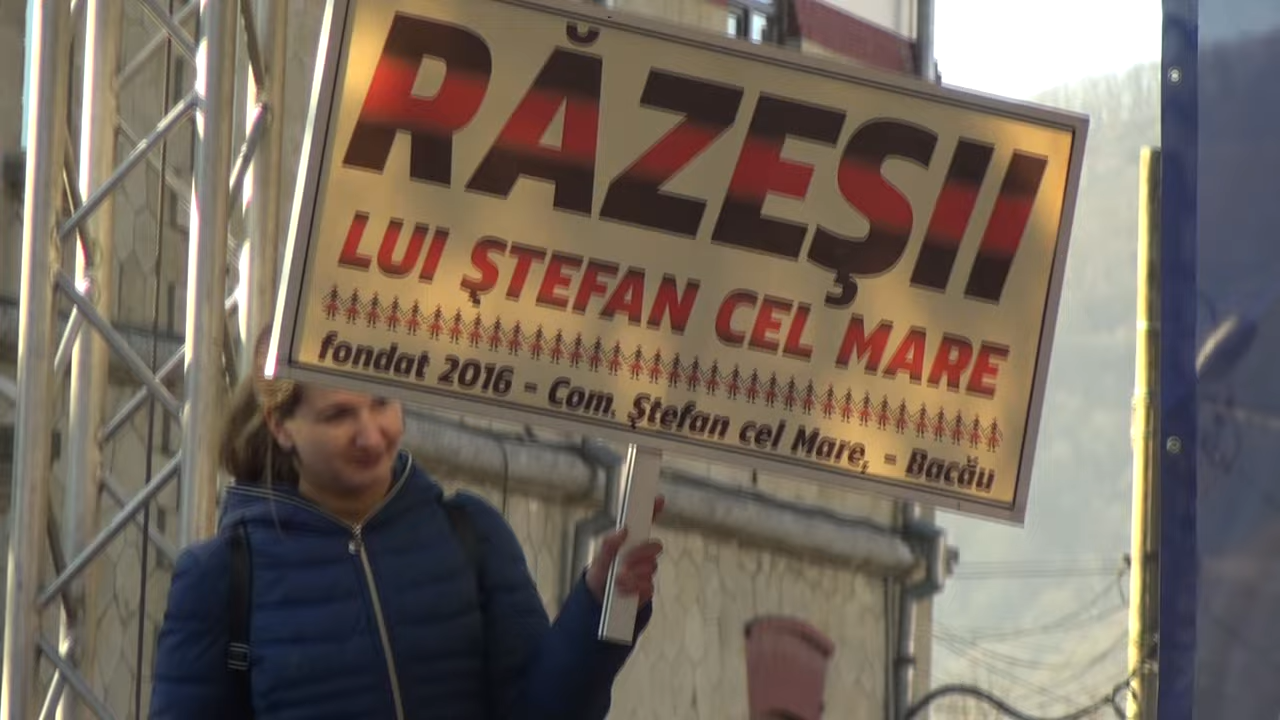 RĂZEŞII
LUI ŞTEFAN CEL MARE
fondat 2016 - Com. Ştefan cel Mare, - Bacău